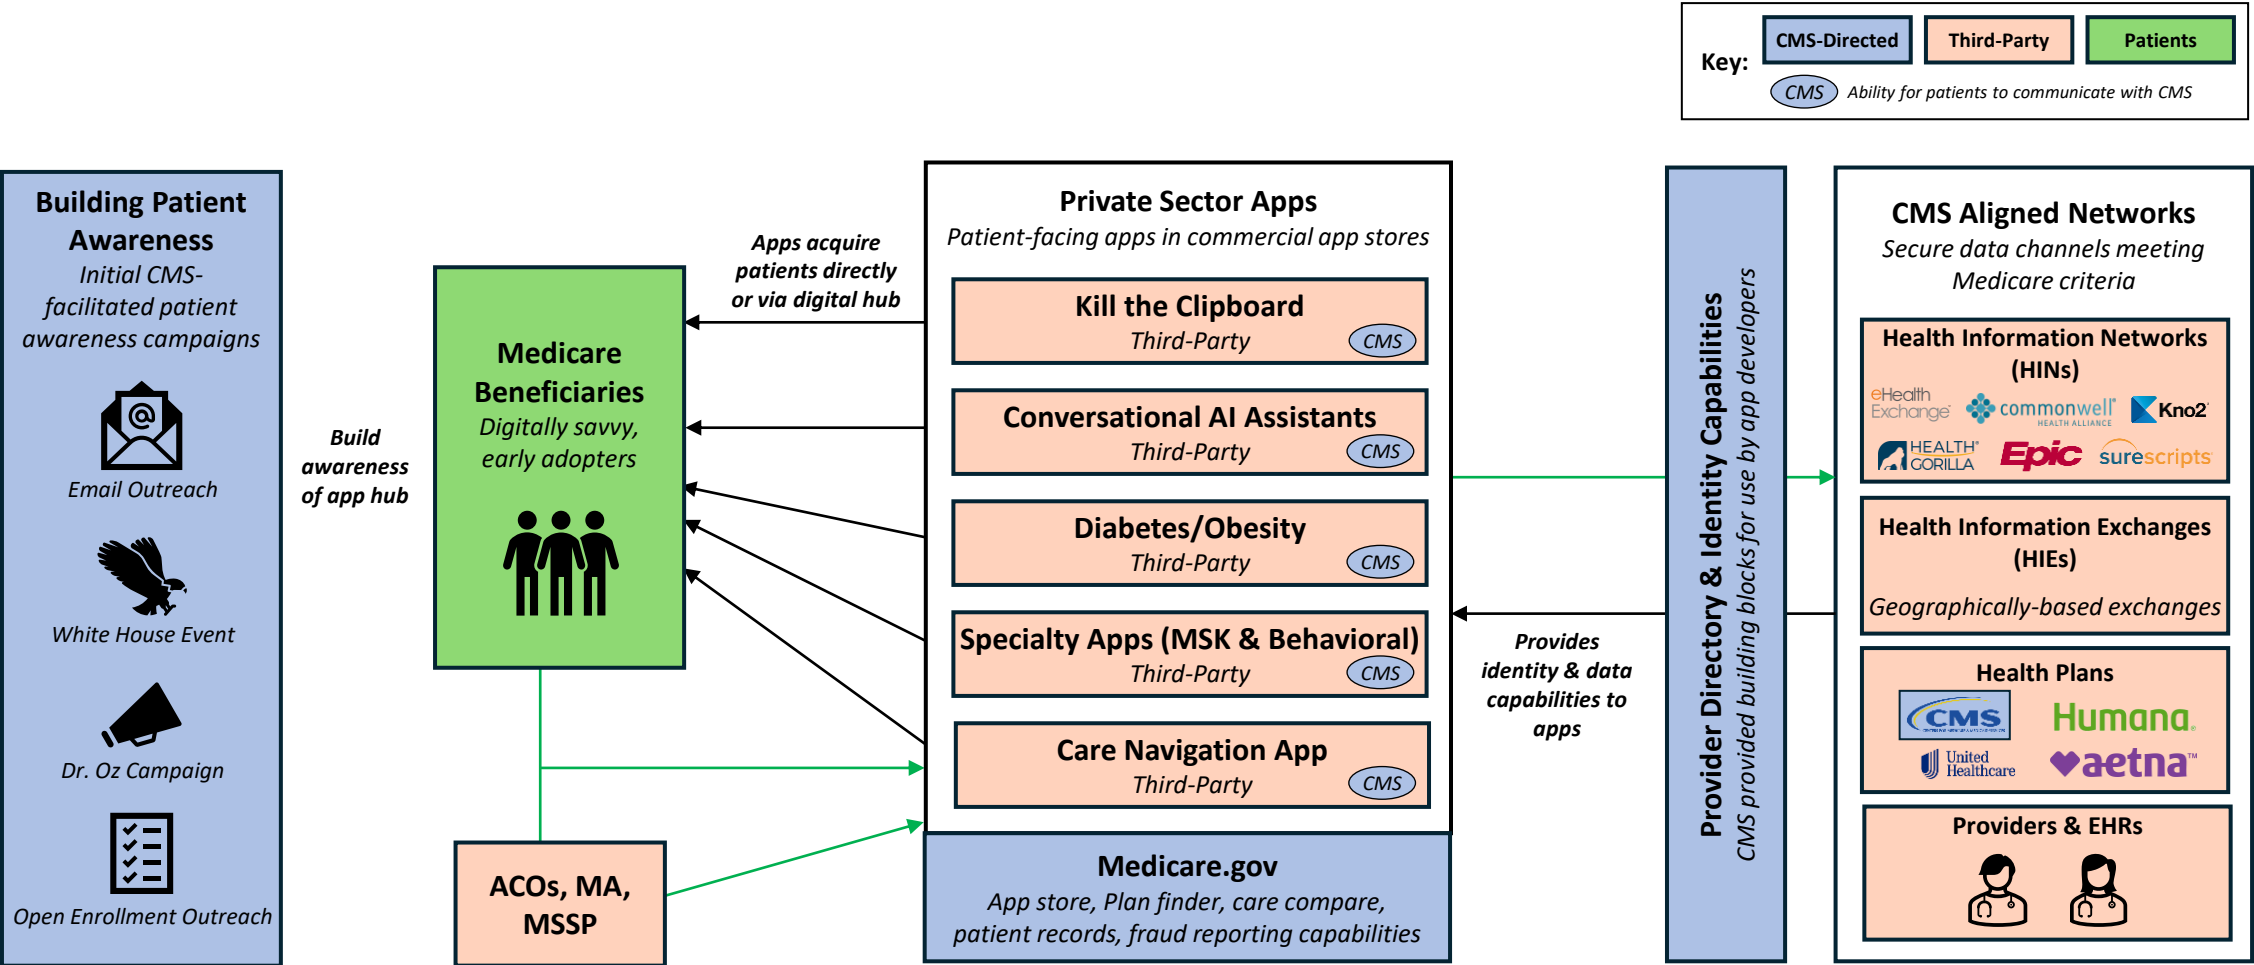 Key:
CMS-Directed
Third-Party
Patients
CMS
Ability for patients to communicate with CMS
Building Patient
Awareness
Initial CMS-
facilitated patient
awareness campaigns
@
Email Outreach
White House Event
Dr. Oz Campaign
Open Enrollment Outreach
Build
awareness
of app hub
Medicare
Beneficiaries
Digitally savvy,
early adopters
ACOs, MA,
MSSP
Apps acquire
patients directly
or via digital hub
Private Sector Apps
Patient-facing apps in commercial app stores
Kill the Clipboard
Third-Party
CMS
Conversational AI Assistants
Third-Party
CMS
Diabetes/Obesity
Third-Party
CMS
Specialty Apps (MSK & Behavioral)
Third-Party
CMS
Care Navigation App
Third-Party
CMS
Medicare.gov
App store, Plan finder, care compare,
patient records, fraud reporting capabilities
Provides
identity & data
capabilities to
apps
Provider Directory & Identity Capabilities
CMS provided building blocks for use by app developers
CMS Aligned Networks
Secure data channels meeting
Medicare criteria
Health Information Networks
(HINs)
eHealth
Exchange
commonwell
HEALTH ALLIANCE
Kno2
HEALTH
GORILLA
Epic
surescripts
Health Information Exchanges
(HIEs)
Geographically-based exchanges
Health Plans
CMS
Humana
United
Healthcare
aetna™
Providers & EHRs